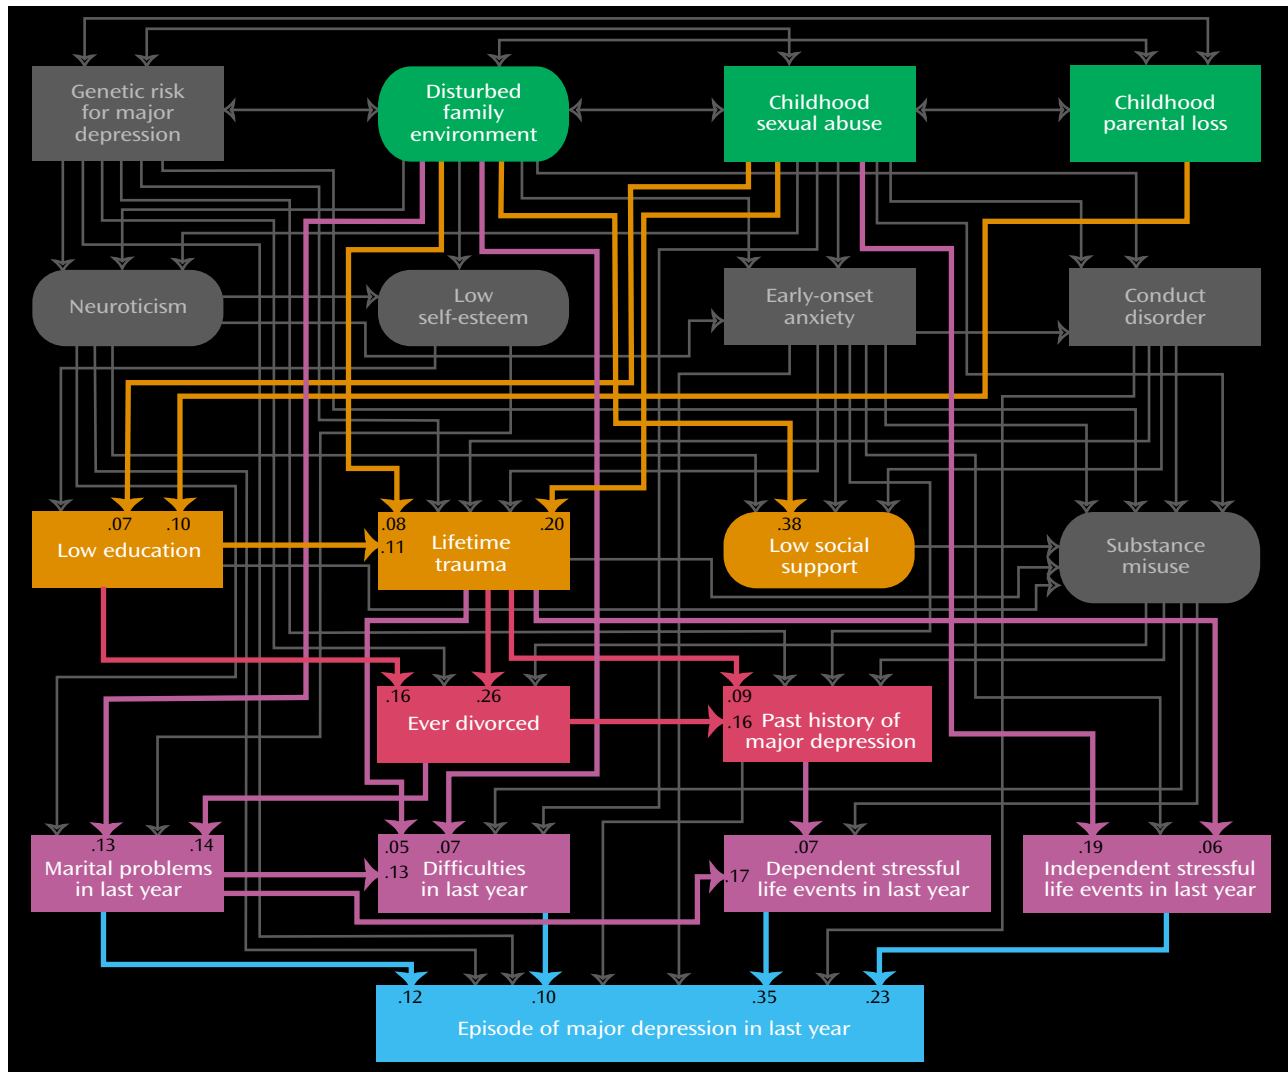 Genetic risk
for major
depression
Disturbed
family
environment
Childhood
sexual abuse
Childhood
parental loss
Neuroticism
Low
self-esteem
Early-onset
anxiety
Conduct
disorder
.07
.10
Low education
.08
.20
.11
Lifetime
trauma
.38
Low social
support
Substance
misuse
.16
.26
Ever divorced
.09
.16
Past history of
major depression
.13
.14
Marital problems
in last year
.05
.07
.13
Difficulties
in last year
.07
.17
Dependent stressful
life events in last year
.19
.06
Independent stressful
life events in last year
.12
.10
.35
.23
Episode of major depression in last year